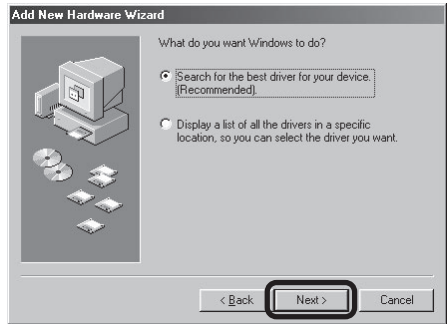 Add New Hardware Wizard
What do you want Windows to do?
Search for the best driver for your device.
(Recommended).
Display a list of all the drivers in a specific
location, so you can select the driver you want.
< Back
Next >
Cancel